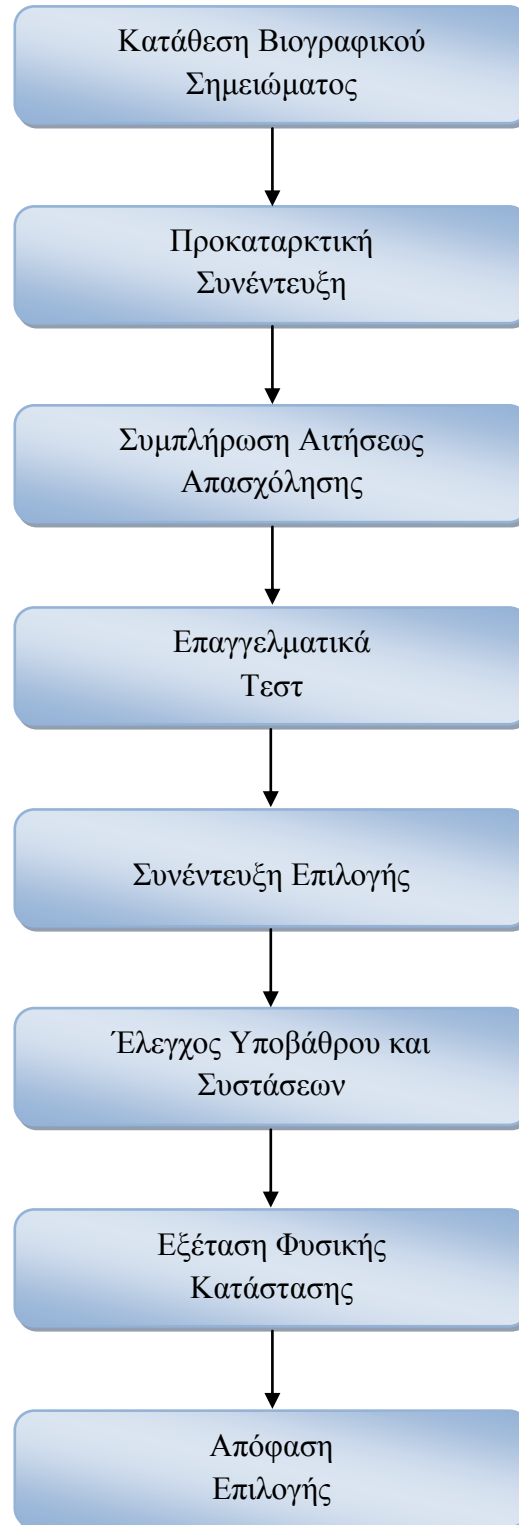 Κατάθεση Βιογραφικού
Σημειώματος
Προκαταρκτική
Συνέντευξη
Συμπλήρωση Αιτήσεως
Απασχόλησης
Επαγγελματικά
Τεστ
Συνέντευξη Επιλογής
Έλεγχος Υποβάθρου και
Συστάσεων
Εξέταση Φυσικής
Κατάστασης
Απόφαση
Επιλογής